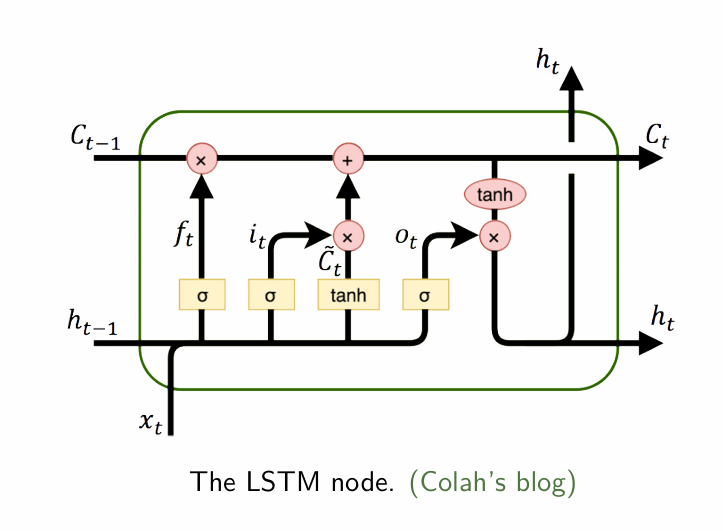 h_t
C_{t-1}
C_t
×
+
tanh
f_t
i_t
×
o_t
×
C̃_t
σ
σ
tanh
σ
h_{t-1}
h_t
x_t
The LSTM node. (Colah's blog)